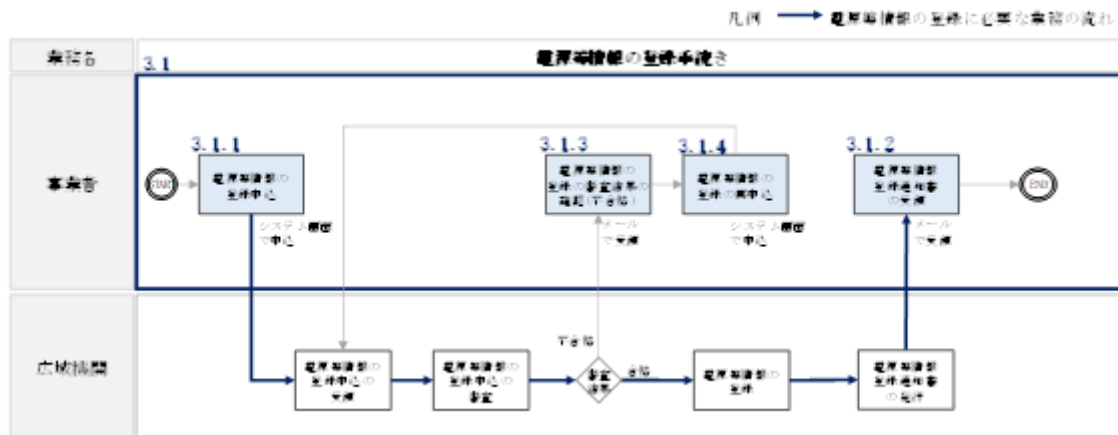 凡例 電源等情報の登録に必要な業務の流れ
業務名
3.1
電源等情報の登録手続き
事業者
START
3.1.1
電源等情報の
登録申込
システム画面
で申込
3.1.3
電源等情報の
登録の審査結果の
確認(不合格)
メール
で受領
3.1.4
電源等情報の
登録の再申込
システム画面
で申込
3.1.2
電源等情報の
登録通知書
の受領
メール
で受領
END
広域機関
電源等情報の
登録申込の
受領
電源等情報の
登録申込の
審査
不合格
審査
結果
合格
電源等情報の
登録
電源等情報の
登録通知書
の発行